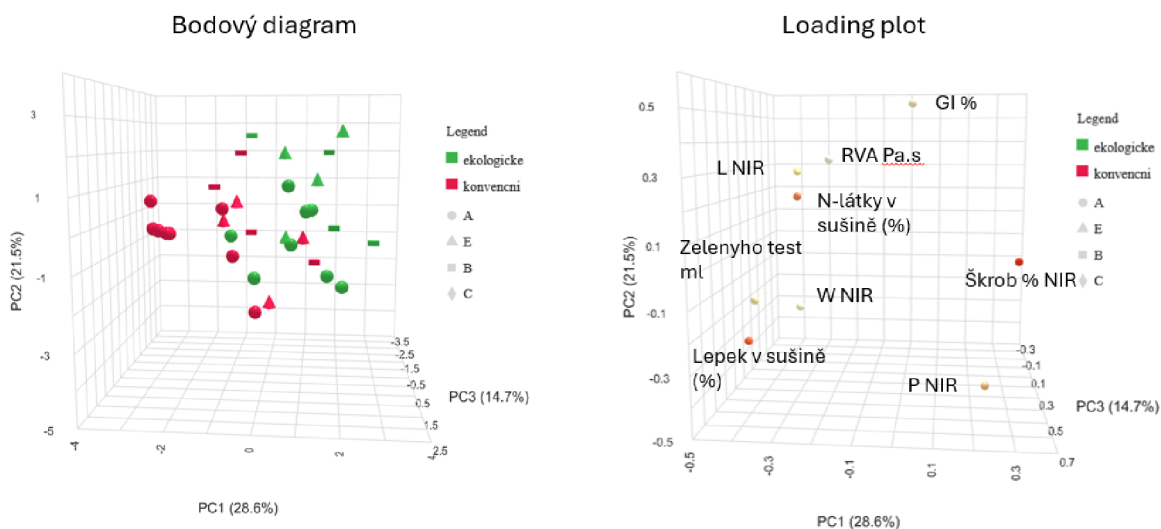 Bodový diagram
3
1
-1
-3
-5
PC2 (21.5%)
-4
-2
0
2
4
PC1 (28.6%)
-3.5
-2.5
-1.5
-0.5
0.5
1.5
2.5
PC3 (14.7%)
Legend
ekologicke
konvencni
A
E
B
C
Loading plot
0.5
0.3
0.1
-0.1
-0.3
-0.5
PC2 (21.5%)
-0.5
-0.3
-0.1
0.1
0.3
PC1 (28.6%)
-0.3
-0.1
0.1
0.3
0.5
0.7
PC3 (14.7%)
GI %
RVA Pa.s
L NIR
N-látky v
sušině (%)
Zelenyho test
ml
Škrob % NIR
W NIR
Lepek v sušině
(%)
P NIR
Legend
ekologicke
konvencni
A
E
B
C